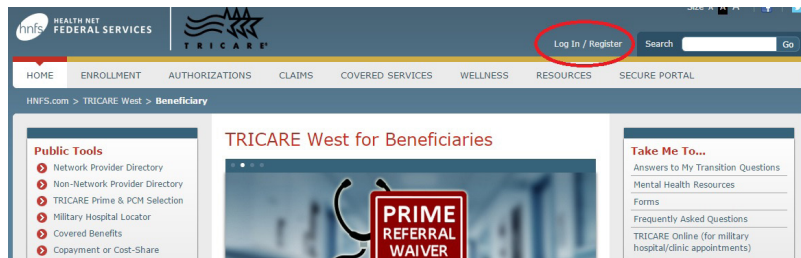 Size A A A
HEALTH NET
hnfs FEDERAL SERVICES
TRICARE
Log In / Register
Search
Go
HOME ENROLLMENT AUTHORIZATIONS CLAIMS COVERED SERVICES WELLNESS RESOURCES SECURE PORTAL
HNFS.com > TRICARE West > Beneficiary
Public Tools
Network Provider Directory
Non-Network Provider Directory
TRICARE Prime & PCM Selection
Military Hospital Locator
Covered Benefits
Copayment or Cost-Share
TRICARE West for Beneficiaries
PRIME
REFERRAL
WAIVER
Take Me To...
Answers to My Transition Questions
Mental Health Resources
Forms
Frequently Asked Questions
TRICARE Online (for military
hospital/clinic appointments)